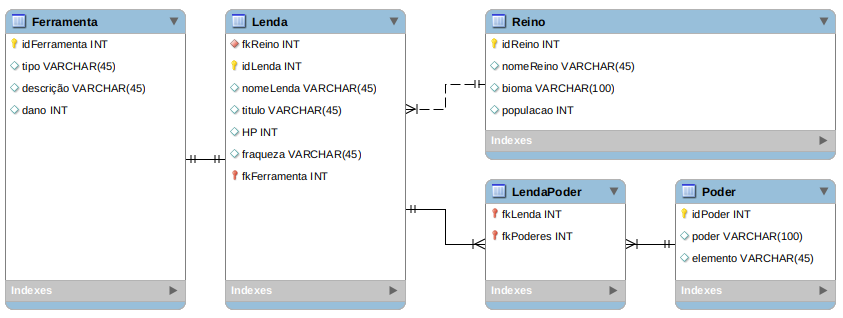 Ferramenta
idFerramenta INT
tipo VARCHAR(45)
descrição VARCHAR(45)
dano INT
Indexes
Lenda
fkReino INT
idLenda INT
nomeLenda VARCHAR(45)
titulo VARCHAR(45)
HP INT
fraqueza VARCHAR(45)
fkFerramenta INT
Indexes
Reino
idReino INT
nomeReino VARCHAR(45)
bioma VARCHAR(100)
populacao INT
Indexes
LendaPoder
fkLenda INT
fkPoderes INT
Indexes
Poder
idPoder INT
poder VARCHAR(100)
elemento VARCHAR(45)
Indexes